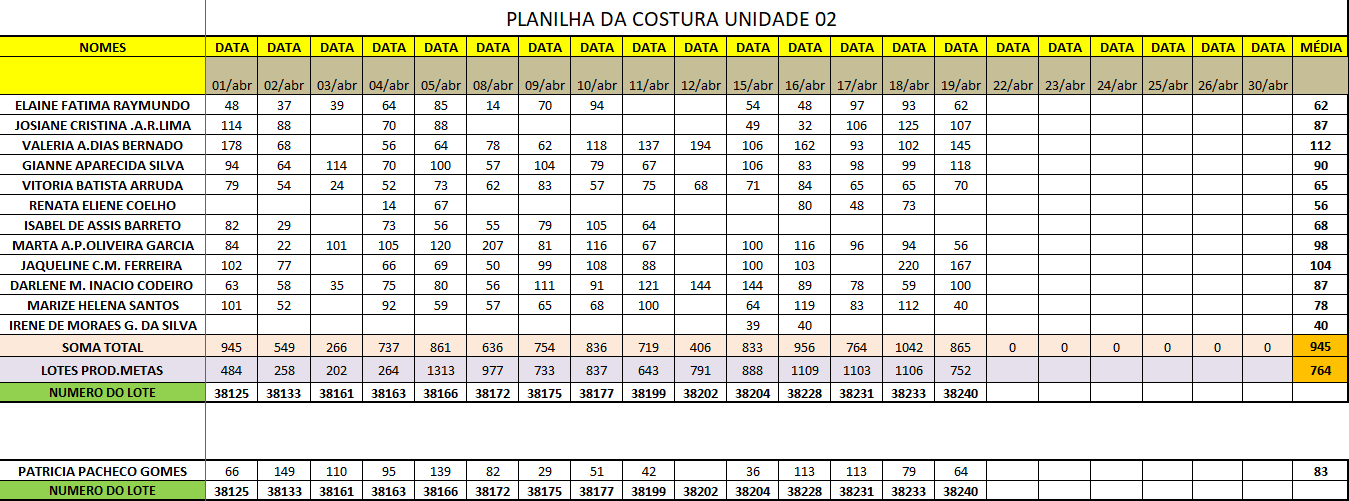 PLANILHA DA COSTURA UNIDADE 02
NOMES DATA DATA DATA DATA DATA DATA DATA DATA DATA DATA DATA DATA DATA DATA DATA DATA DATA DATA DATA DATA DATA MÉDIA
01/abr 02/abr 03/abr 04/abr 05/abr 08/abr 09/abr 10/abr 11/abr 12/abr 15/abr 16/abr 17/abr 18/abr 19/abr 22/abr 23/abr 24/abr 25/abr 26/abr 30/abr
ELAINE FATIMA RAYMUNDO 48 37 39 64 85 14 70 94 54 48 97 93 62 62
JOSIANE CRISTINA .A.R.LIMA 114 88 70 88 49 32 106 125 107 87
VALERIA A.DIAS BERNADO 178 68 56 64 78 62 118 137 194 106 162 93 102 145 112
GIANNE APARECIDA SILVA 94 64 114 70 100 57 104 79 67 106 83 98 99 118 90
VITORIA BATISTA ARRUDA 79 54 24 52 73 62 83 57 75 68 71 84 65 65 70 65
RENATA ELIENE COELHO 14 67 80 48 73 56
ISABEL DE ASSIS BARRETO 82 29 73 56 55 79 105 64 68
MARTA A.P.OLIVEIRA GARCIA 84 22 101 105 120 207 81 116 67 100 116 96 94 56 98
JAQUELINE C.M. FERREIRA 102 77 66 69 50 99 108 88 100 103 220 167 104
DARLENE M. INACIO CODEIRO 63 58 35 75 80 56 111 91 121 144 144 89 78 59 100 87
MARIZE HELENA SANTOS 101 52 92 59 57 65 68 100 64 119 83 112 40 78
IRENE DE MORAES G. DA SILVA 39 40 40
SOMA TOTAL 945 549 266 737 861 636 754 836 719 406 833 956 764 1042 865 0 0 0 0 0 0 945
LOTES PROD.METAS 484 258 202 264 1313 977 733 837 643 791 888 1109 1103 1106 752 764
NUMERO DO LOTE 38125 38133 38161 38163 38166 38172 38175 38177 38199 38202 38204 38228 38231 38233 38240
PATRICIA PACHECO GOMES 66 149 110 95 139 82 29 51 42 36 113 113 79 64 83
NUMERO DO LOTE 38125 38133 38161 38163 38166 38172 38175 38177 38199 38202 38204 38228 38231 38233 38240